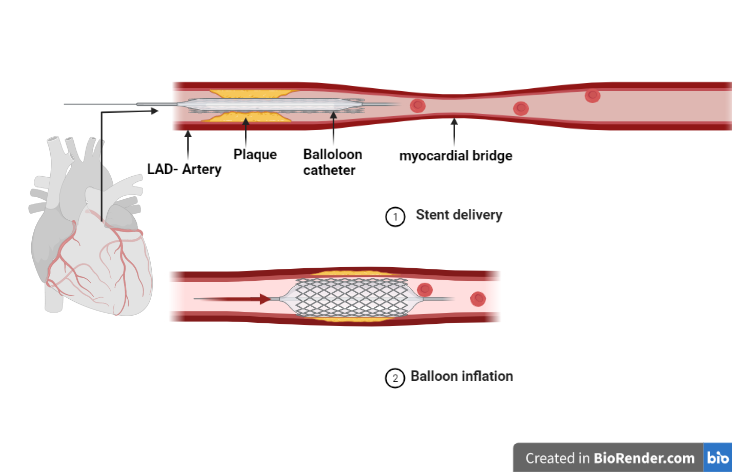 LAD- Artery
Plaque
Balloloon
catheter
myocardial bridge
1 Stent delivery
2 Balloon inflation
Created in BioRender.com bio